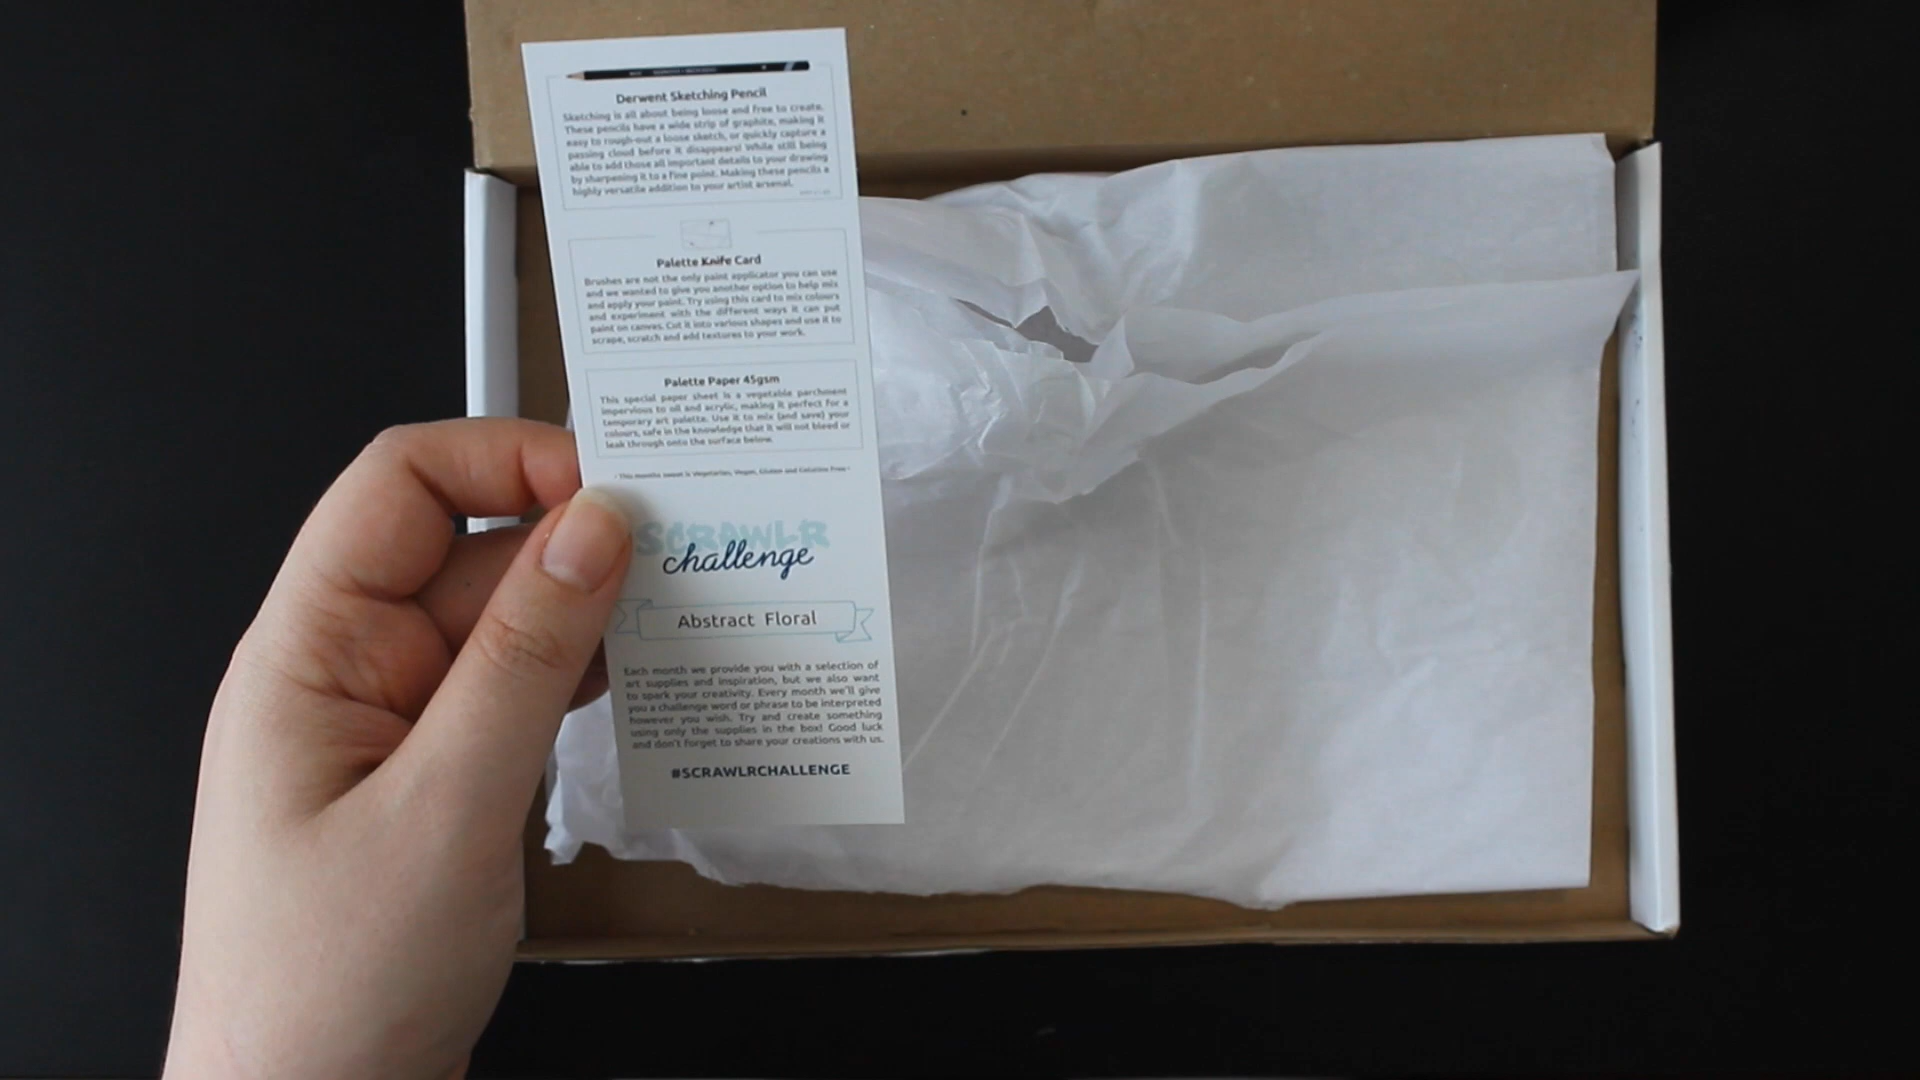 Derwent Sketching Pencil
Sketching is all about being loose and free to create.
These pencils have a wide strip of graphite, making it
easy to rough-out a loose sketch, or quickly capture a
passing cloud before it disappears! While still being
able to add those all important details to your drawing
by sharpening it to a fine point. Making these pencils a
highly versatile addition to your artist arsenal.
Palette Knife Card
Brushes are not the only paint applicator you can use
and we wanted to give you another option to help mix
and apply your paint. Try using this card to mix colours
and experiment with the different ways it can put
paint on canvas. Cut it into various shapes and use it to
scrape, scratch and add textures to your work.
Palette Paper 45gsm
This special paper sheet is a vegetable parchment
impervious to oil and acrylic, making it perfect for a
temporary art palette. Use it to mix (and save) your
colours, safe in the knowledge that it will not bleed or
leak through onto the surface below.
- This months sweet is Vegetarian, Vegan, Gluten and Gelatine Free -
SCRAWLR
challenge
Abstract Floral
Each month we provide you with a selection of
art supplies and inspiration, but we also want
to spark your creativity. Every month we'll give
you a challenge word or phrase to be interpreted
however you wish. Try and create something
using only the supplies in the box! Good luck
and don't forget to share your creations with us.
#SCRAWLRCHALLENGE